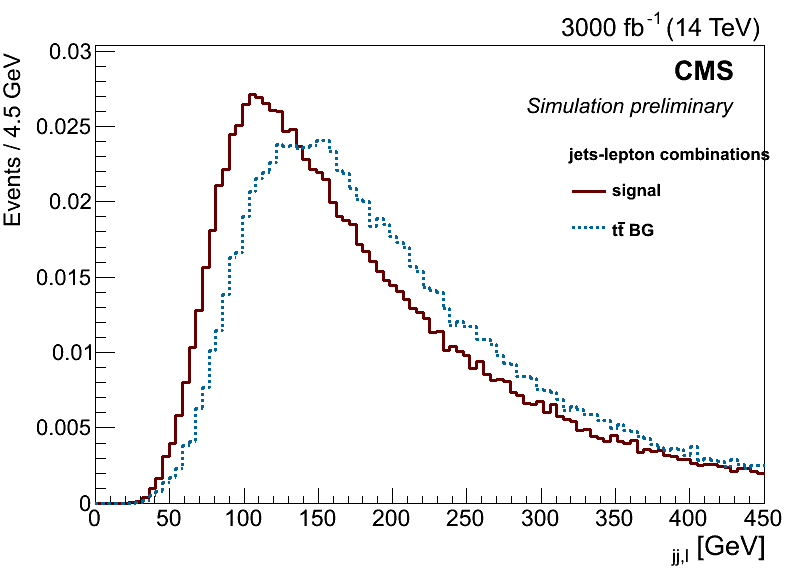 3000 fb-1 (14 TeV)
CMS
Simulation preliminary
jets-lepton combinations
signal
tt̄ BG
Events / 4.5 GeV
0.03
0.025
0.02
0.015
0.01
0.005
0
0 50 100 150 200 250 300 350 400 450
jj,l [GeV]